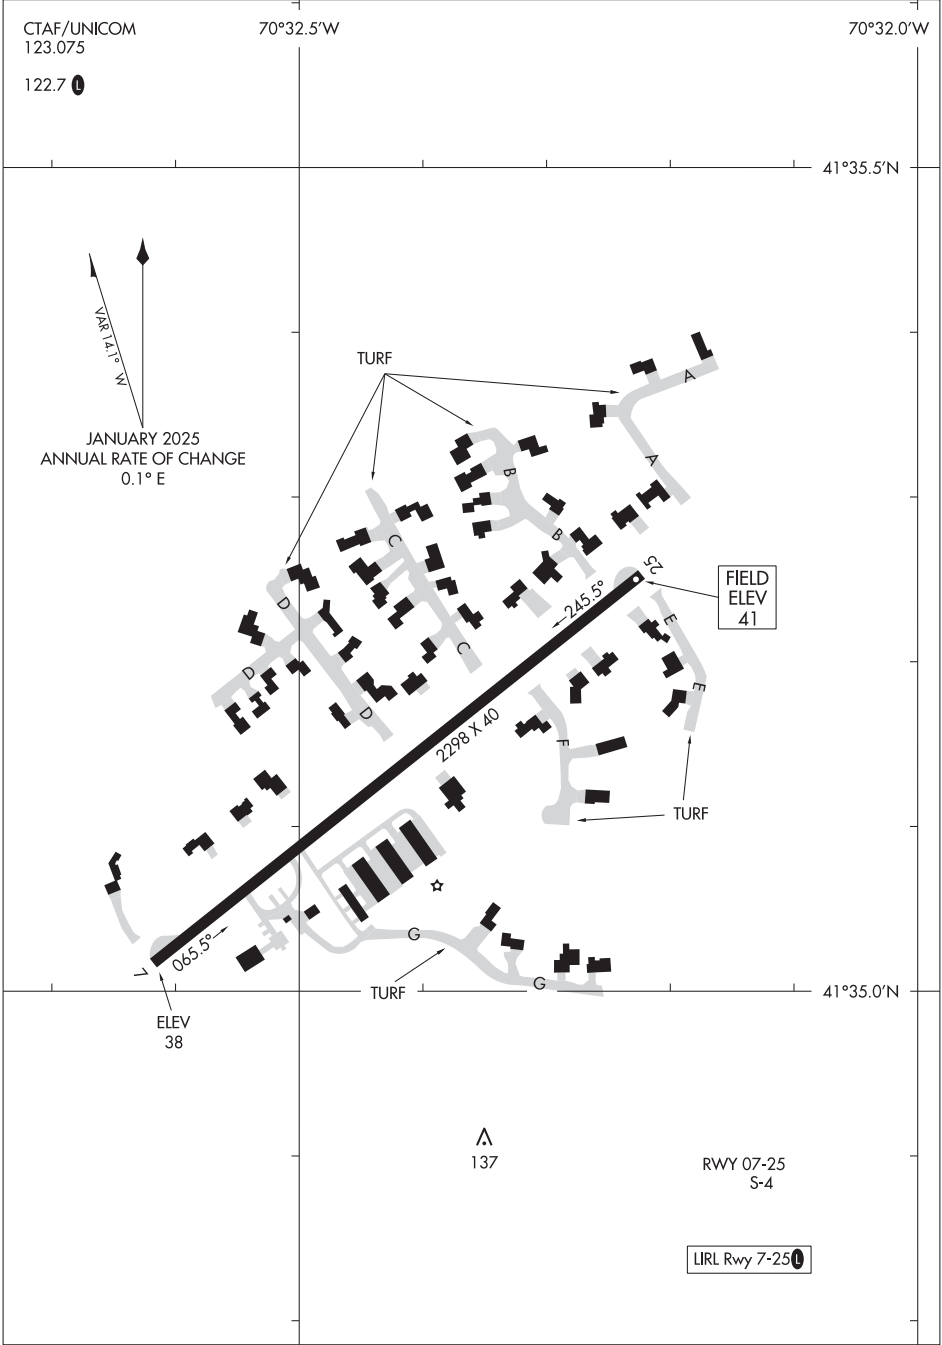 CTAF/UNICOM
123.075
122.7 L
70°32.5'W
70°32.0'W
41°35.5'N
VAR 14.1° W
JANUARY 2025
ANNUAL RATE OF CHANGE
0.1° E
TURF
A
A
B
B
C
C
D
D
D
25
245.5°
FIELD
ELEV
41
E
E
2298 X 40
F
TURF
065.5°
7
G
G
TURF
41°35.0'N
ELEV
38
137
RWY 07-25
S-4
LIRL Rwy 7-25 L